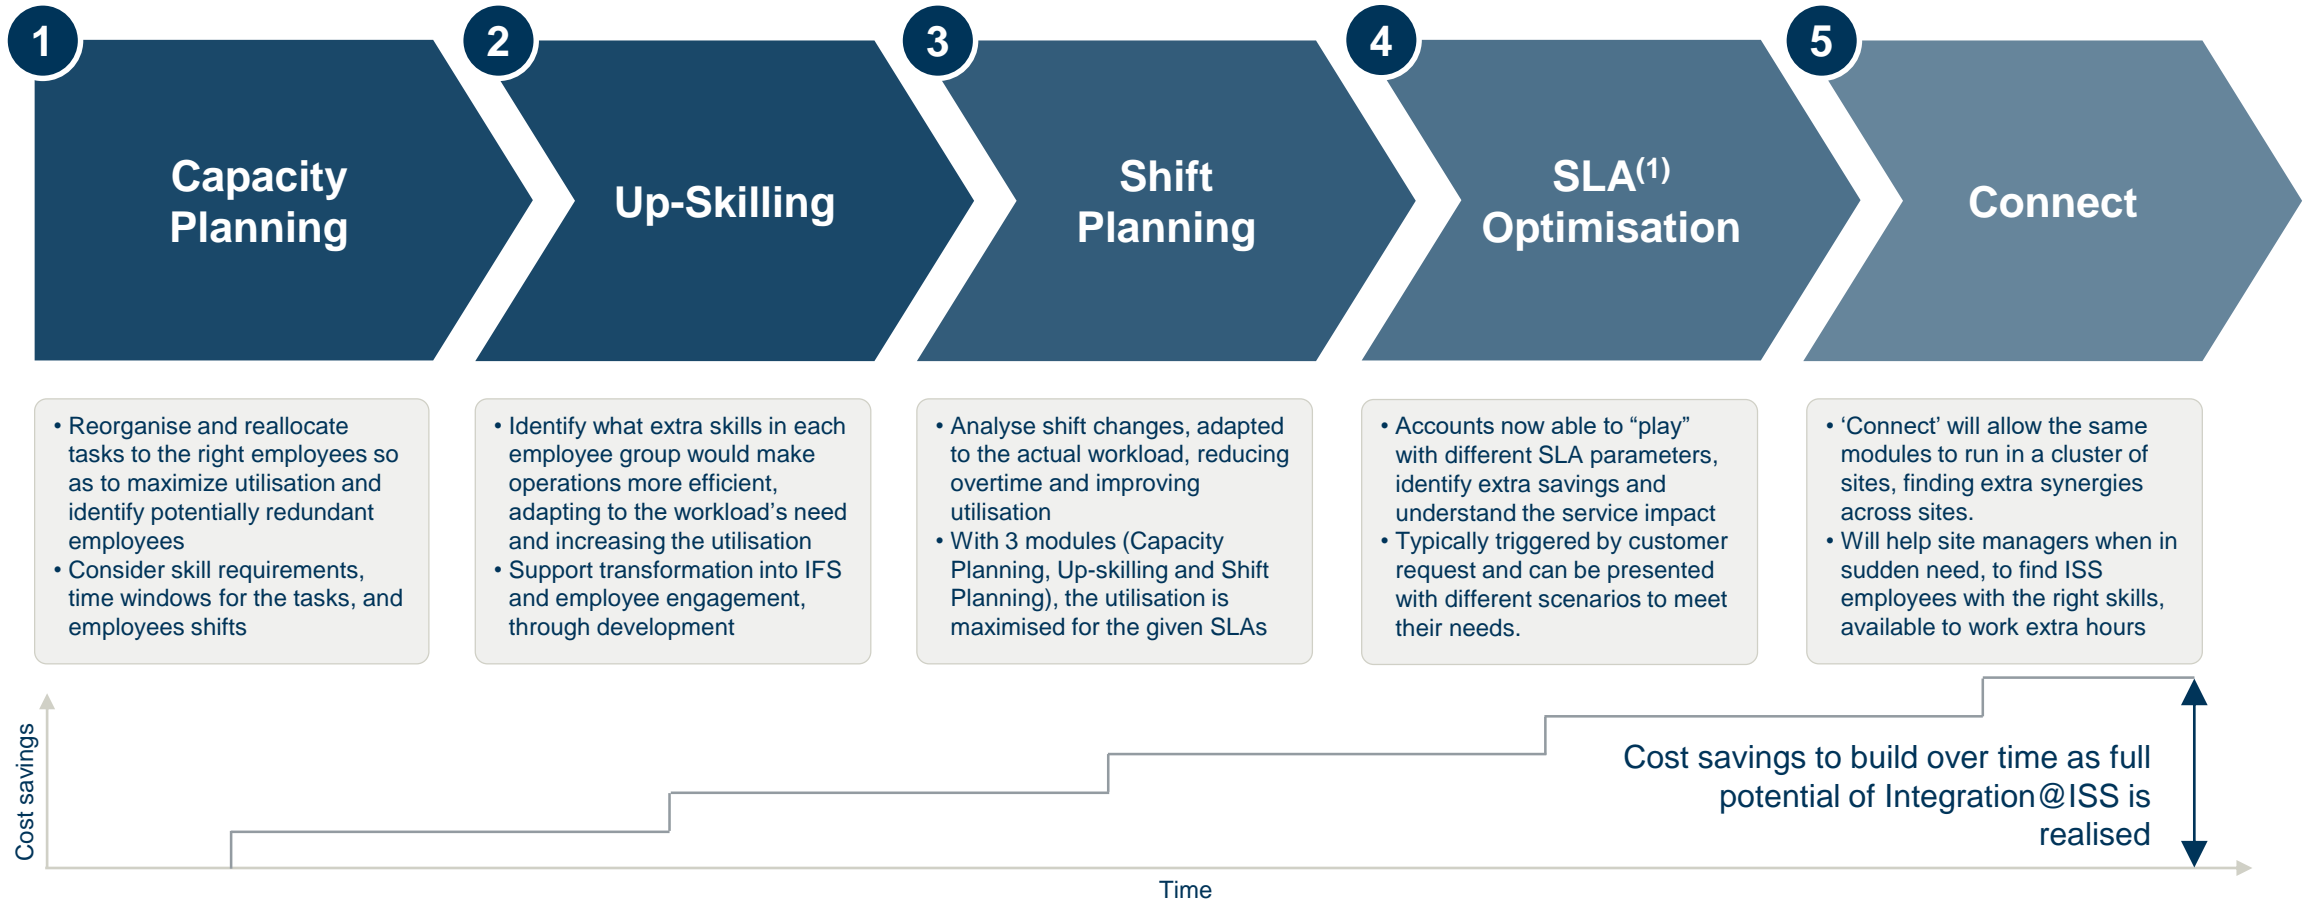 1
2
3
4
5
Capacity
Planning
Up-Skilling
Shift
Planning
SLA(1)
Optimisation
Connect
• Reorganise and reallocate
tasks to the right employees so
as to maximize utilisation and
identify potentially redundant
employees
• Consider skill requirements,
time windows for the tasks, and
employees shifts
• Identify what extra skills in each
employee group would make
operations more efficient,
adapting to the workload’s need
and increasing the utilisation
• Support transformation into IFS
and employee engagement,
through development
• Analyse shift changes, adapted
to the actual workload, reducing
overtime and improving
utilisation
• With 3 modules (Capacity
Planning, Up-skilling and Shift
Planning), the utilisation is
maximised for the given SLAs
• Accounts now able to “play”
with different SLA parameters,
identify extra savings and
understand the service impact
• Typically triggered by customer
request and can be presented
with different scenarios to meet
their needs.
• ‘Connect’ will allow the same
modules to run in a cluster of
sites, finding extra synergies
across sites.
• Will help site managers when in
sudden need, to find ISS
employees with the right skills,
available to work extra hours
Cost savings
Cost savings to build over time as full
potential of Integration@ISS is
realised
Time